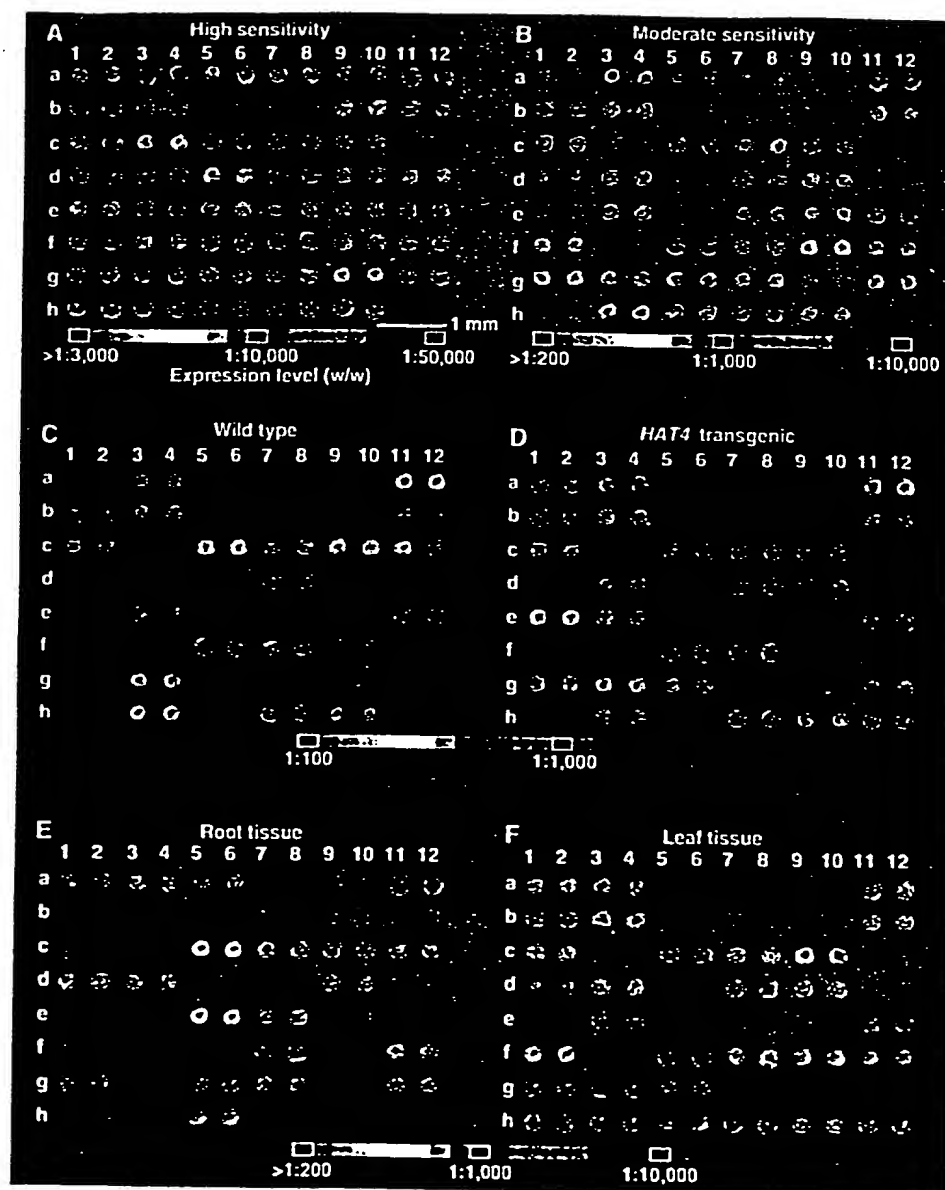 A High sensitivity
1 2 3 4 5 6 7 8 9 10 11 12
a
b
c
d
e
f
g
h
1 mm
>1:3,000 1:10,000 1:50,000
Expression level (w/w)
B Moderate sensitivity
1 2 3 4 5 6 7 8 9 10 11 12
a
b
c
d
e
f
g
h
>1:200 1:1,000 1:10,000
C Wild type
1 2 3 4 5 6 7 8 9 10 11 12
a
b
c
d
e
f
g
h
D HAT4 transgenic
1 2 3 4 5 6 7 8 9 10 11 12
a
b
c
d
e
f
g
h
1:100 1:1,000
E Root tissue
1 2 3 4 5 6 7 8 9 10 11 12
a
b
c
d
e
f
g
h
F Leaf tissue
1 2 3 4 5 6 7 8 9 10 11 12
a
b
c
d
e
f
g
h
>1:200 1:1,000 1:10,000